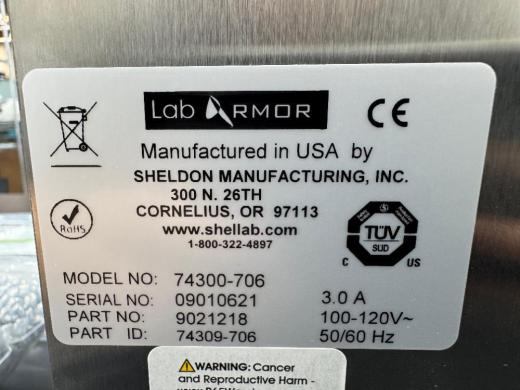 Lab ARMOR
CE
Manufactured in USA by
SHELDON MANUFACTURING, INC.
300 N. 26TH
CORNELIUS, OR 97113
www.shellab.com
1-800-322-4897
RoHS
TÜV
SUD
C US
MODEL NO: 74300-706
SERIAL NO: 09010621 3.0 A
PART NO: 9021218 100-120V~
PART ID: 74309-706 50/60 Hz
WARNING: Cancer
and Reproductive Harm -